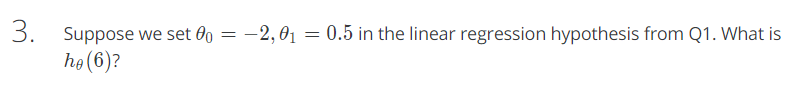 3. Suppose we set θ₀ = −2, θ₁ = 0.5 in the linear regression hypothesis from Q1. What is
hθ(6)?